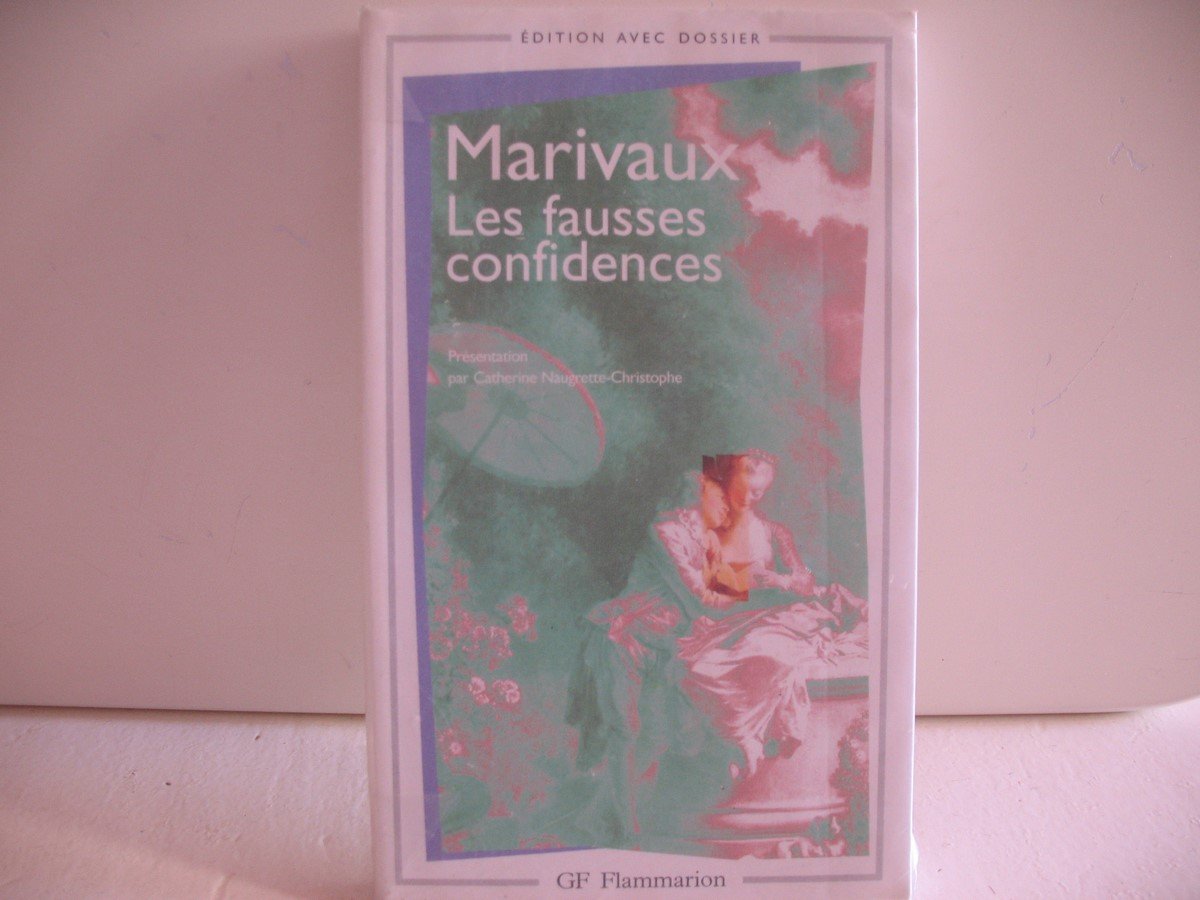 ÉDITION AVEC DOSSIER
Marivaux
Les fausses
confidences
Présentation
par Catherine Naugrette-Christophe
GF Flammarion